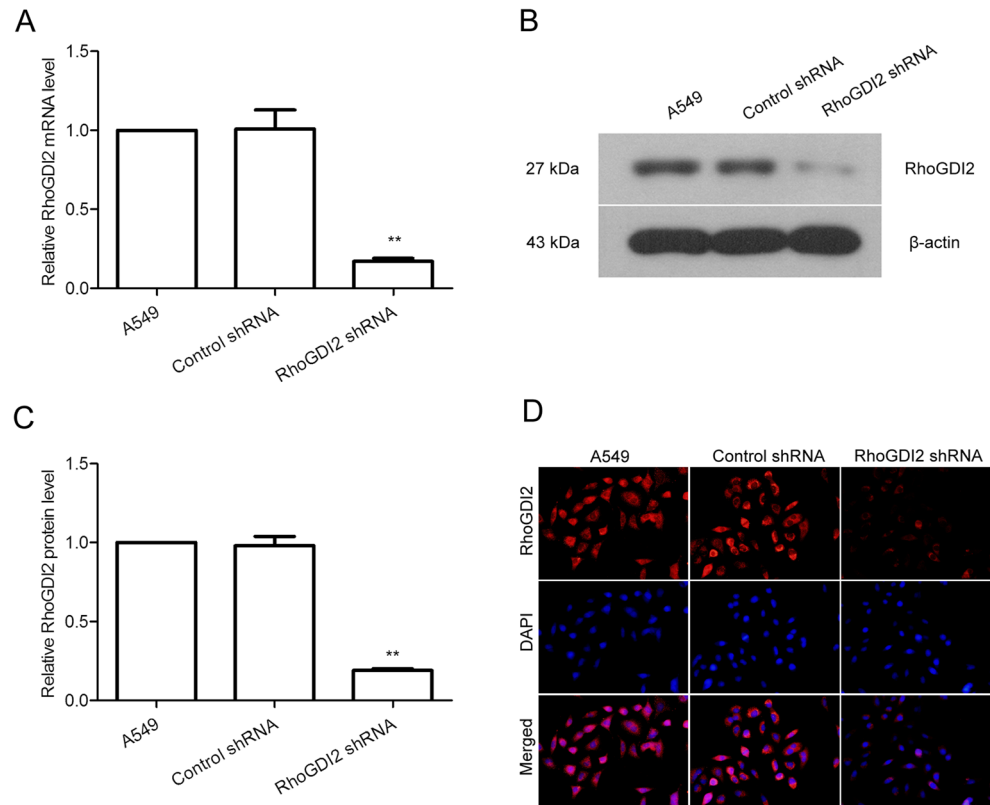 A
Relative RhoGDI2 mRNA level
1.5
1.0
0.5
0.0
**
A549
Control shRNA
RhoGDI2 shRNA
B
A549
Control shRNA
RhoGDI2 shRNA
27 kDa
RhoGDI2
43 kDa
β-actin
C
Relative RhoGDI2 protein level
1.5
1.0
0.5
0.0
**
A549
Control shRNA
RhoGDI2 shRNA
D
A549
Control shRNA
RhoGDI2 shRNA
RhoGDI2
DAPI
Merged